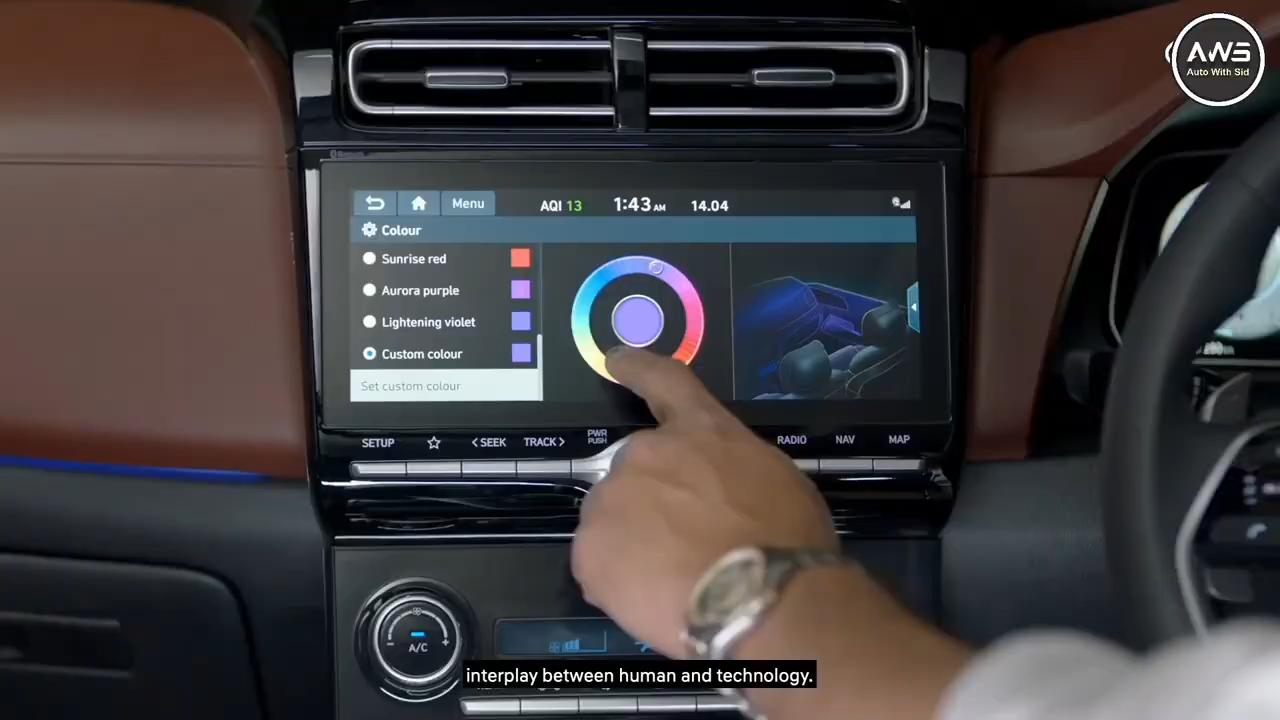 AWS
Auto With Sid
Menu
AQI 13
1:43 AM
14.04
Colour
Sunrise red
Aurora purple
Lightening violet
Custom colour
Set custom colour
SETUP
< SEEK
TRACK >
PWR
PUSH
RADIO
NAV
MAP
A/C
interplay between human and technology.